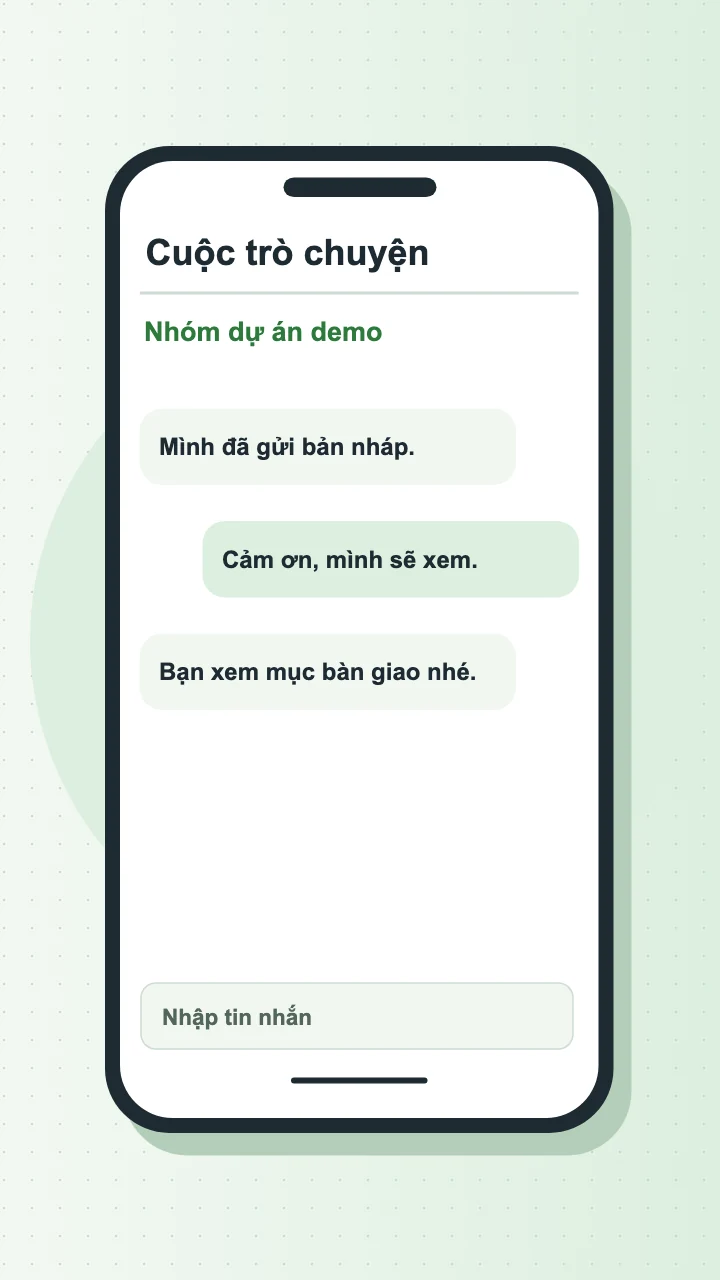 Cuộc trò chuyện
Nhóm dự án demo
Mình đã gửi bản nháp.
Cảm ơn, mình sẽ xem.
Bạn xem mục bàn giao nhé.
Nhập tin nhắn